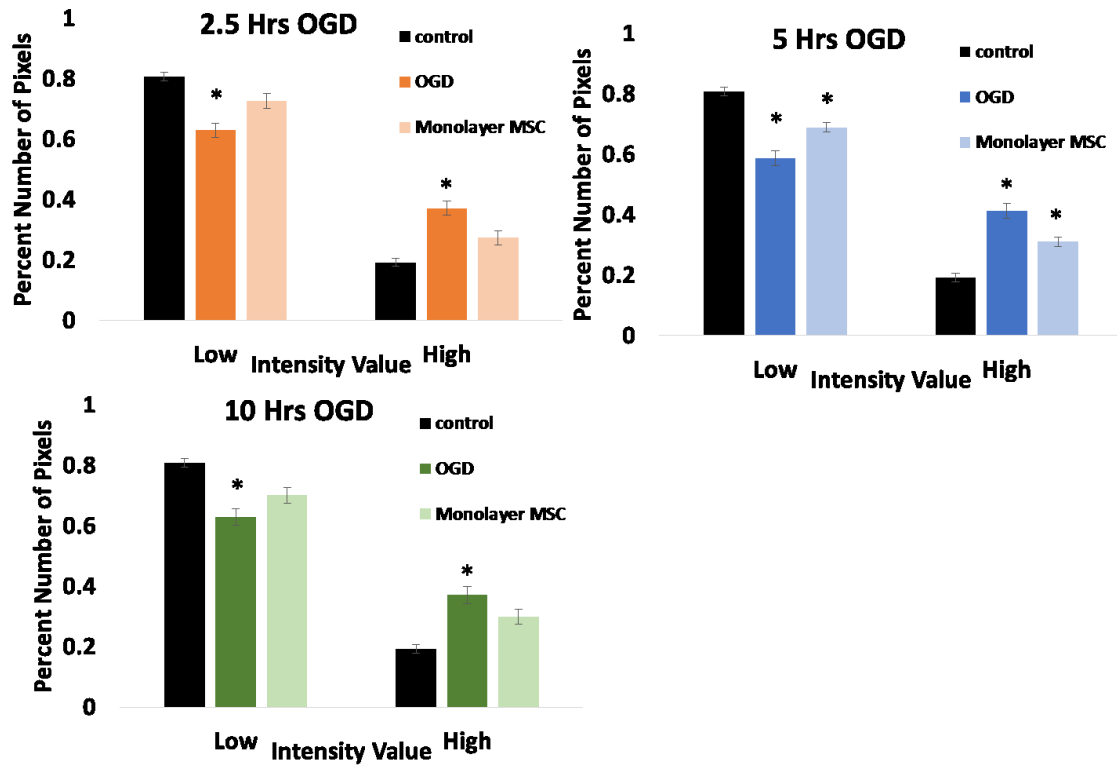 2.5 Hrs OGD
Percent Number of Pixels
1
0.8
0.6
0.4
0.2
0
control
OGD
Monolayer MSC
*
*
Low
Intensity Value
High
5 Hrs OGD
Percent Number of Pixels
1
0.8
0.6
0.4
0.2
0
control
OGD
Monolayer MSC
*
*
*
*
Low
Intensity Value
High
10 Hrs OGD
Percent Number of Pixels
1
0.8
0.6
0.4
0.2
0
control
OGD
Monolayer MSC
*
*
Low
Intensity Value
High